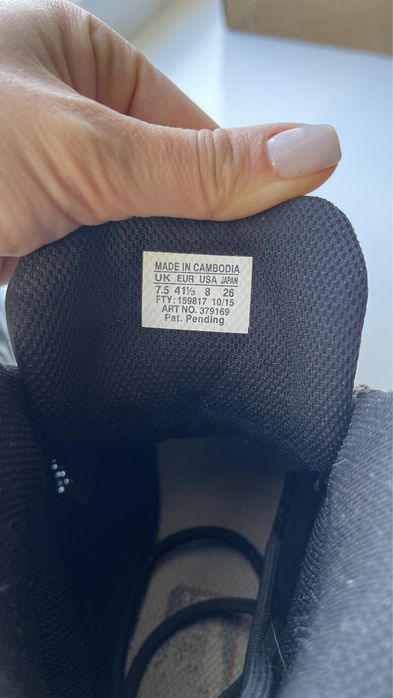 MADE IN CAMBODIA
UK EUR USA JAPAN
7.5 41⅓ 8 26
FTY: 159817 10/15
ART NO. 379169
Pat. Pending